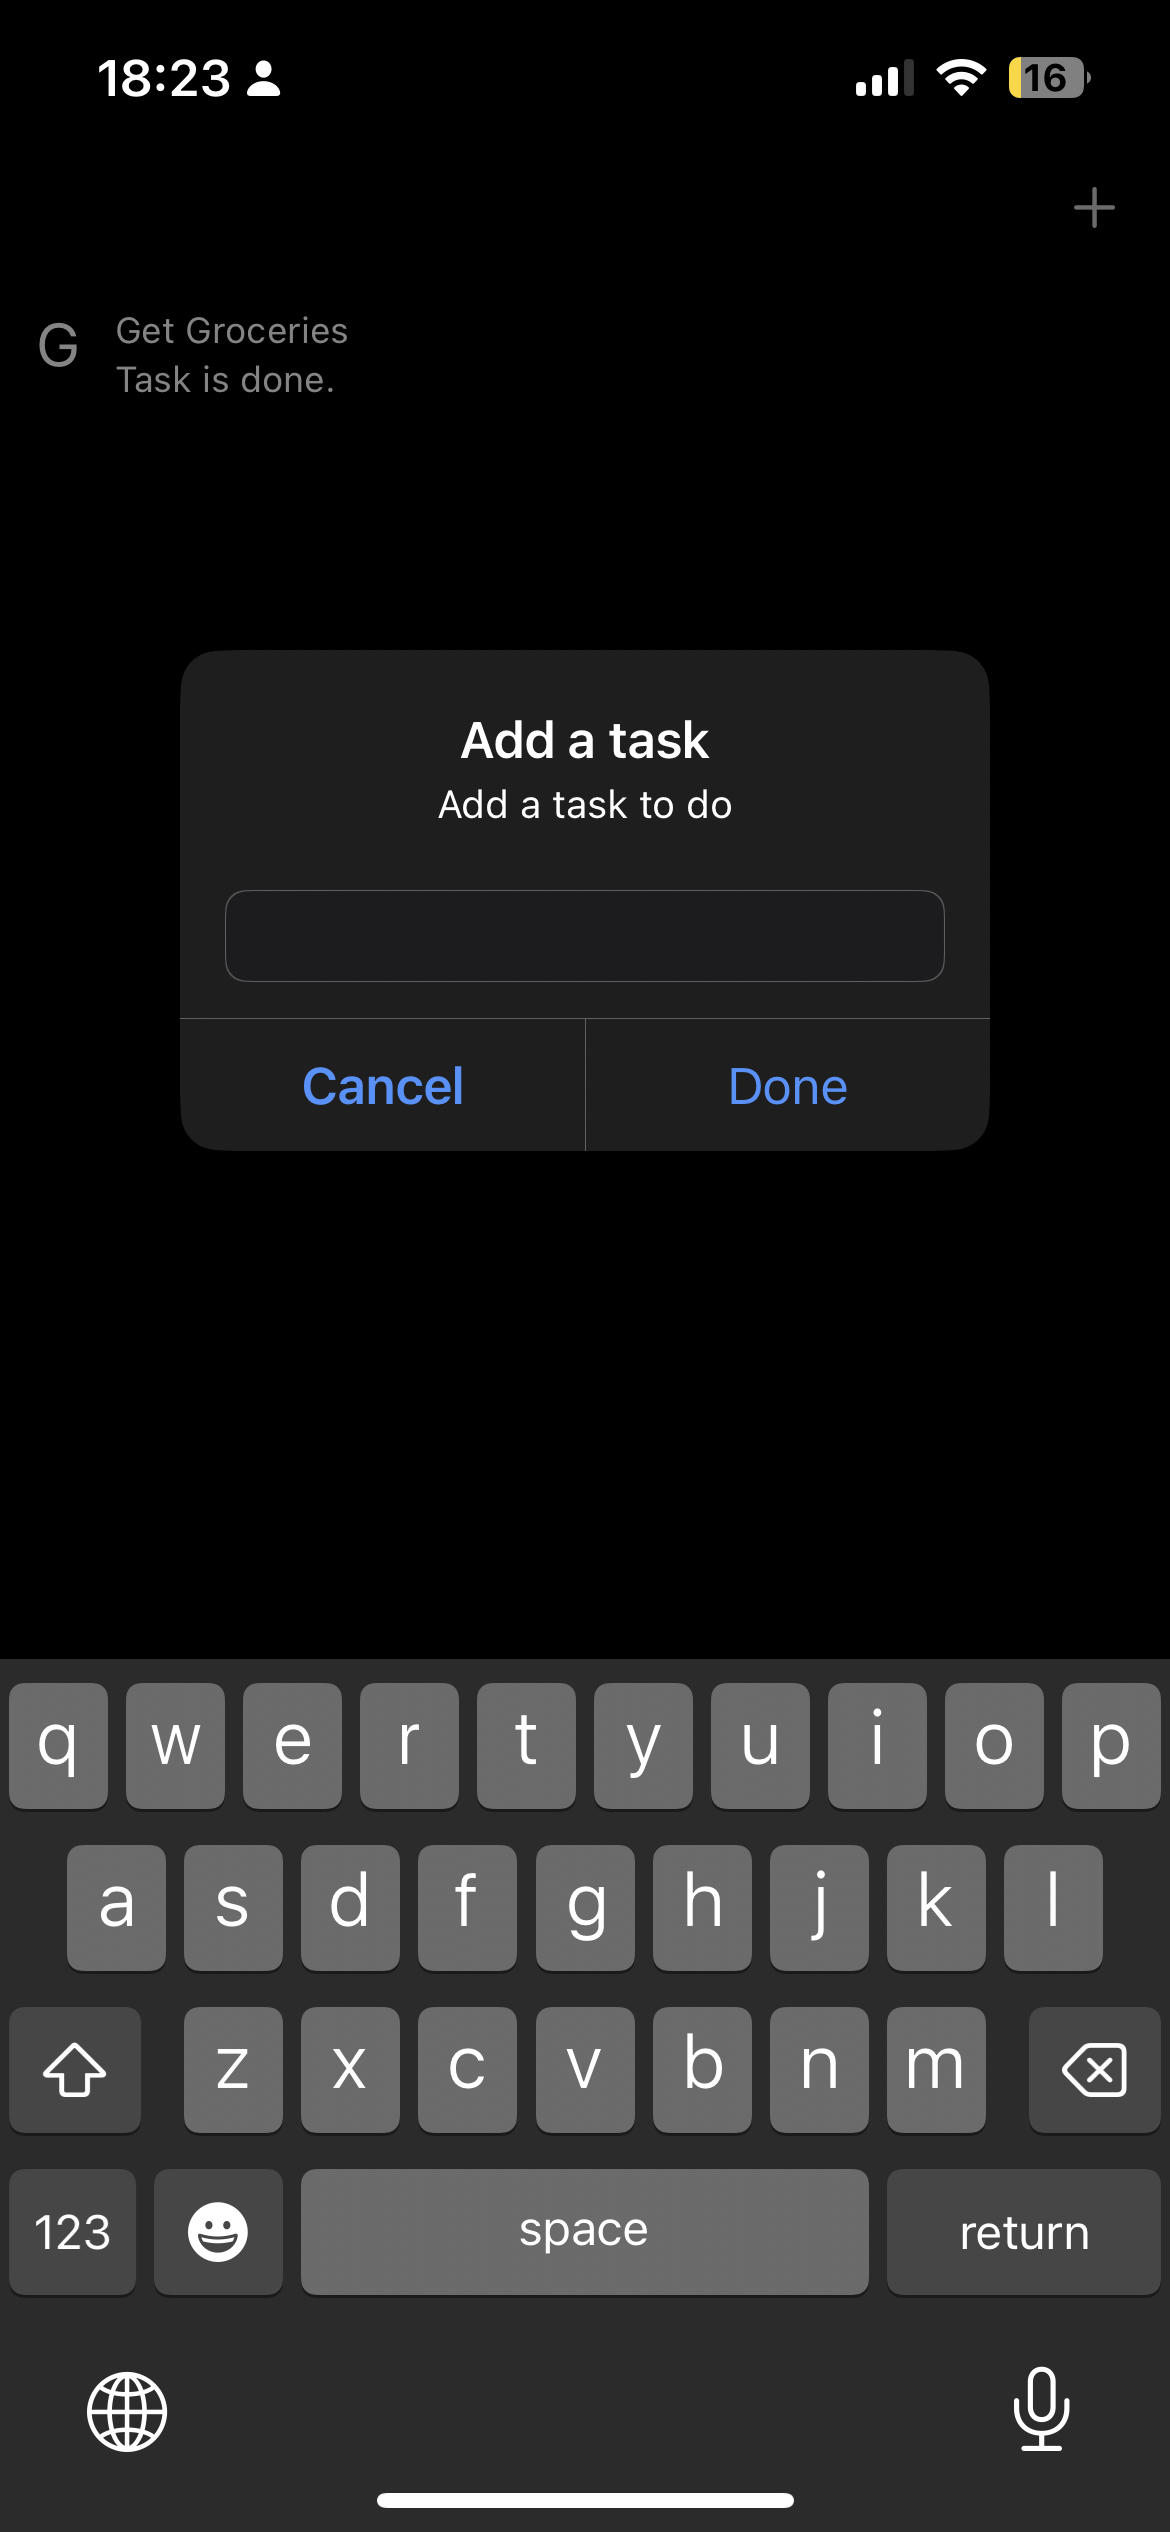 18:23
16
G
Get Groceries
Task is done.
Add a task
Add a task to do
Cancel Done
q w e r t y u i o p
a s d f g h j k l
z x c v b n m
123 space return